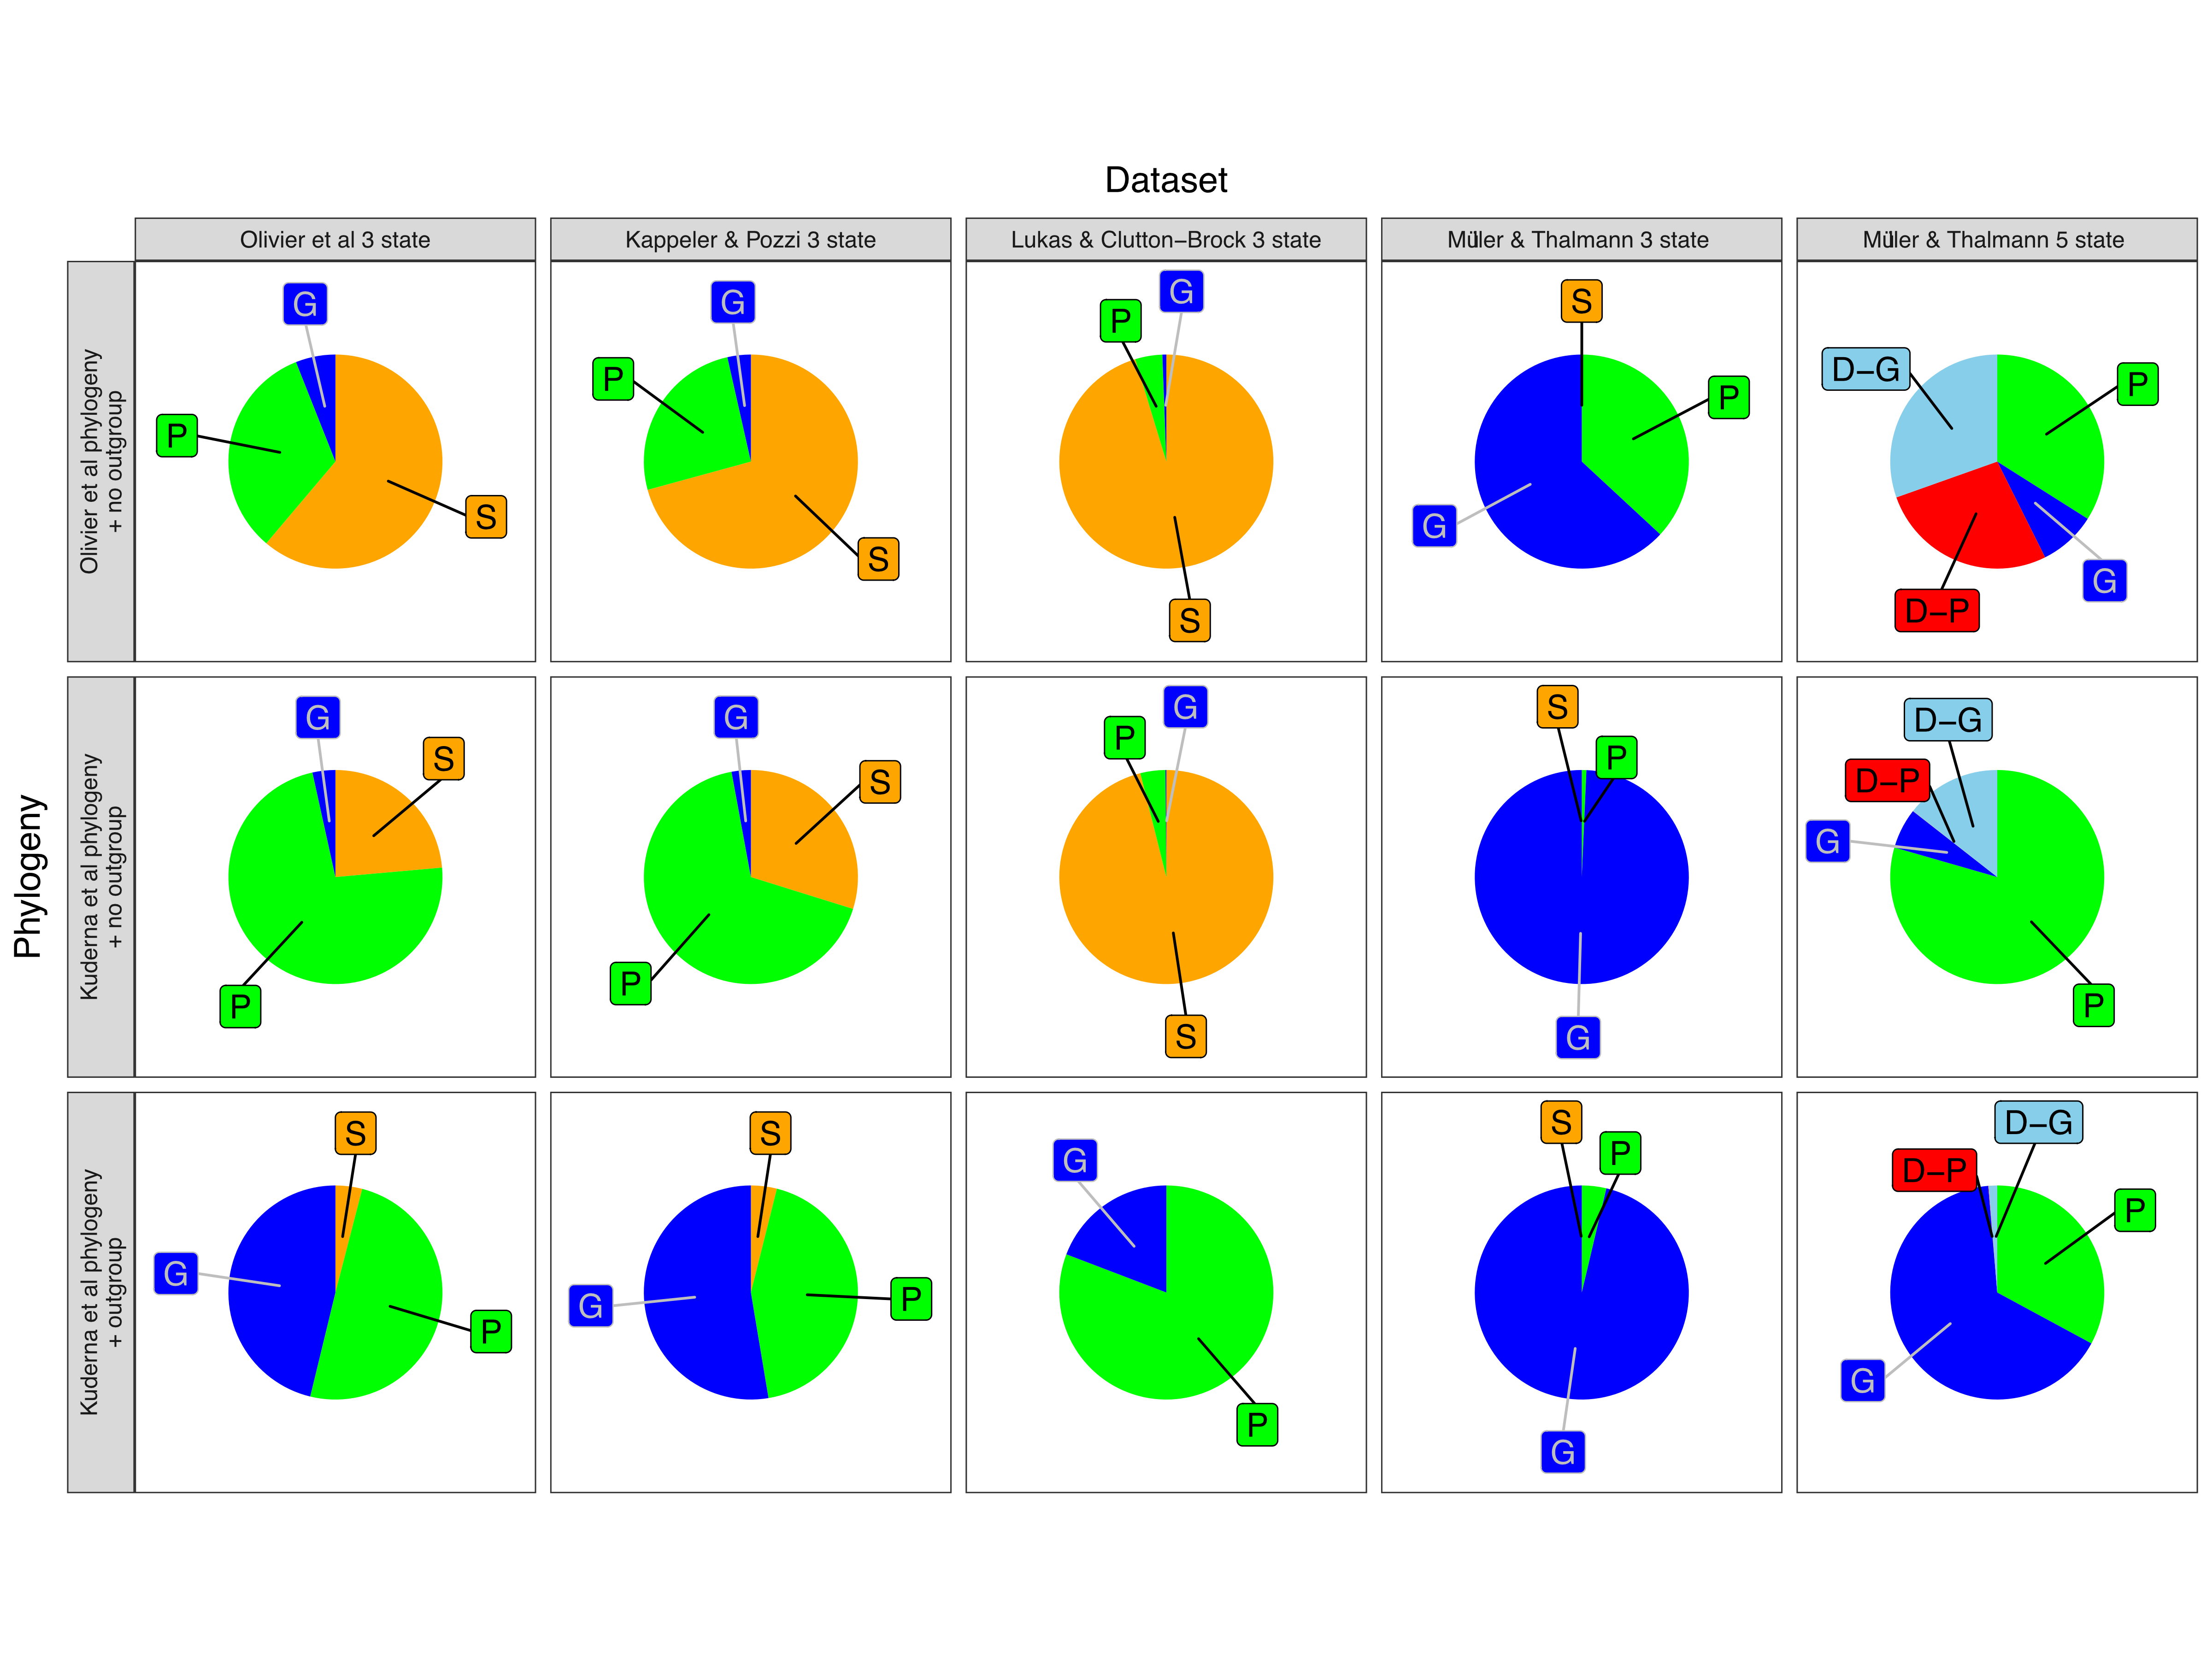 Dataset
Olivier et al 3 state
Kappeler & Pozzi 3 state
Lukas & Clutton−Brock 3 state
Müller & Thalmann 3 state
Müller & Thalmann 5 state
Phylogeny
Olivier et al phylogeny
+ no outgroup
G
P
S
G
P
S
P
G
S
S
P
G
D−G
P
G
D−P
Kuderna et al phylogeny
+ no outgroup
G
S
P
G
S
P
G
P
S
S
P
G
D−G
D−P
G
P
Kuderna et al phylogeny
+ outgroup
S
G
P
S
G
P
G
P
S
P
G
D−G
D−P
P
G